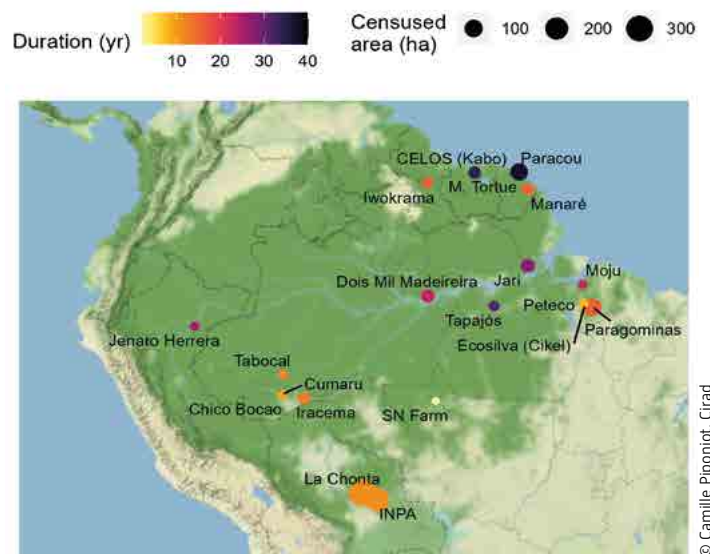 Duration (yr)
10 20 30 40
Censused
area (ha)
100 200 300
CELOS (Kabo)
Paracou
Iwokrama
M. Tortue
Manaré
Dois Mil Madeireira
Jari
Moju
Tapajós
Peteco
Paragominas
Ecosilva (Cikel)
Jenaro Herrera
Tabocal
Cumaru
Chico Bocao
Iracema
SN Farm
La Chonta
INPA
© Camille Piponiot, Cirad